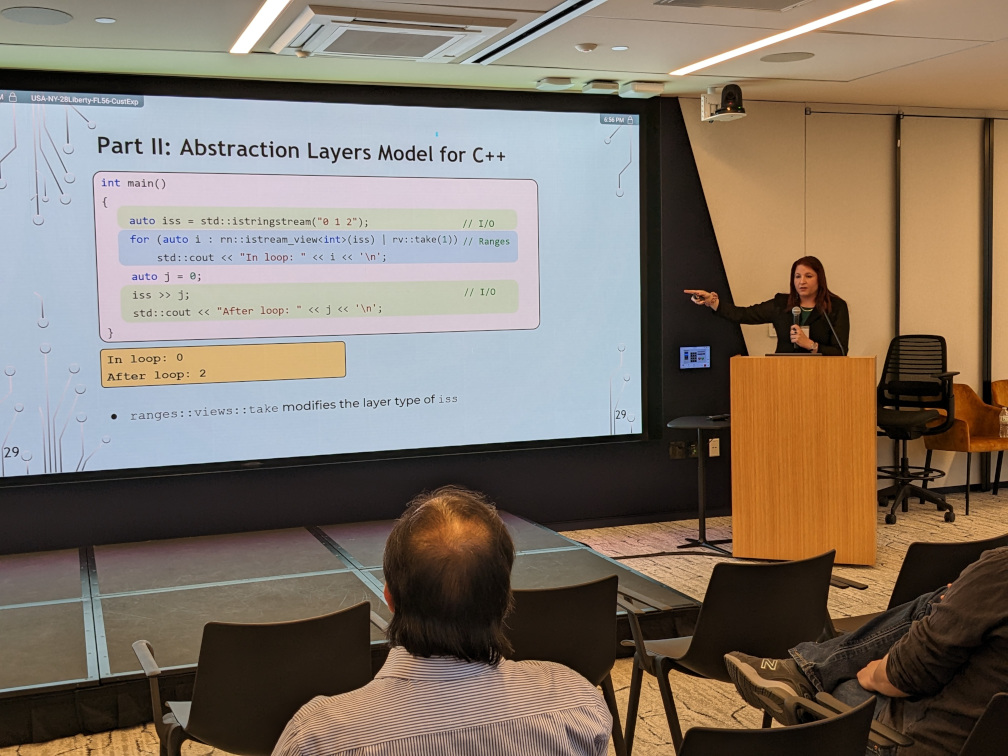 USA-NY-28Liberty-FL56-CustExp
6:56 PM
Part II: Abstraction Layers Model for C++
int main()
{
auto iss = std::istringstream("0 1 2"); // I/O
for (auto i : rn::istream_view<int>(iss) | rv::take(1)) // Ranges
std::cout << "In loop: " << i << '\n';
auto j = 0;
iss >> j; // I/O
std::cout << "After loop: " << j << '\n';
}
In loop: 0
After loop: 2
• ranges::views::take modifies the layer type of iss
29
29
N